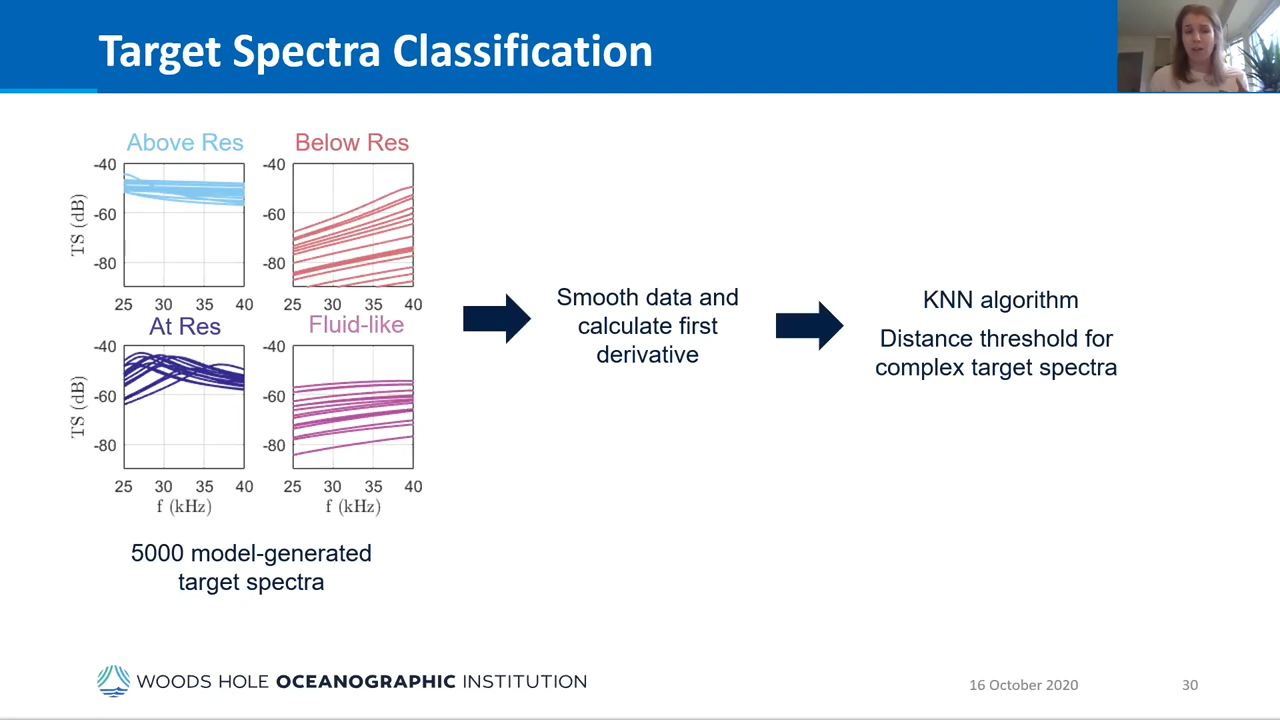 Target Spectra Classification
Above Res
Below Res
-40
-60
-80
TS (dB)
25 30 35 40
-40
-60
-80
25 30 35 40
At Res
Fluid-like
-40
-60
-80
TS (dB)
25 30 35 40
f (kHz)
-40
-60
-80
25 30 35 40
f (kHz)
5000 model-generated
target spectra
Smooth data and
calculate first
derivative
KNN algorithm
Distance threshold for
complex target spectra
WOODS HOLE OCEANOGRAPHIC INSTITUTION
16 October 2020
30